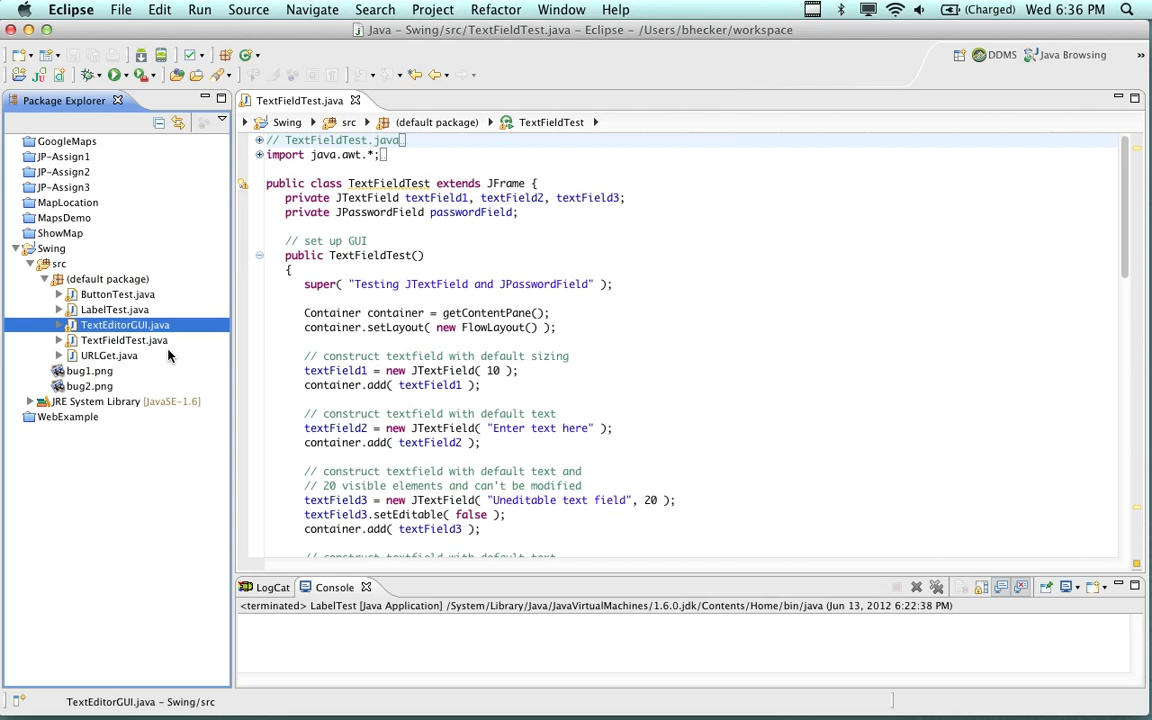 Eclipse File Edit Run Source Navigate Search Project Refactor Window Help (Charged) Wed 6:36 PM
Java – Swing/src/TextFieldTest.java – Eclipse – /Users/bhecker/workspace
DDMS Java Browsing »
Package Explorer
GoogleMaps
JP-Assign1
JP-Assign2
JP-Assign3
MapLocation
MapsDemo
ShowMap
Swing
src
(default package)
ButtonTest.java
LabelTest.java
TextEditorGUI.java
TextFieldTest.java
URLGet.java
bug1.png
bug2.png
JRE System Library [JavaSE-1.6]
WebExample
TextFieldTest.java
Swing src (default package) TextFieldTest
// TextFieldTest.java
import java.awt.*;
public class TextFieldTest extends JFrame {
private JTextField textField1, textField2, textField3;
private JPasswordField passwordField;
// set up GUI
public TextFieldTest()
{
super( "Testing JTextField and JPasswordField" );
Container container = getContentPane();
container.setLayout( new FlowLayout() );
// construct textfield with default sizing
textField1 = new JTextField( 10 );
container.add( textField1 );
// construct textfield with default text
textField2 = new JTextField( "Enter text here" );
container.add( textField2 );
// construct textfield with default text and
// 20 visible elements and can't be modified
textField3 = new JTextField( "Uneditable text field", 20 );
textField3.setEditable( false );
container.add( textField3 );
// construct textfield with default text
LogCat Console
<terminated> LabelTest [Java Application] /System/Library/Java/JavaVirtualMachines/1.6.0.jdk/Contents/Home/bin/java (Jun 13, 2012 6:22:38 PM)
TextEditorGUI.java – Swing/src